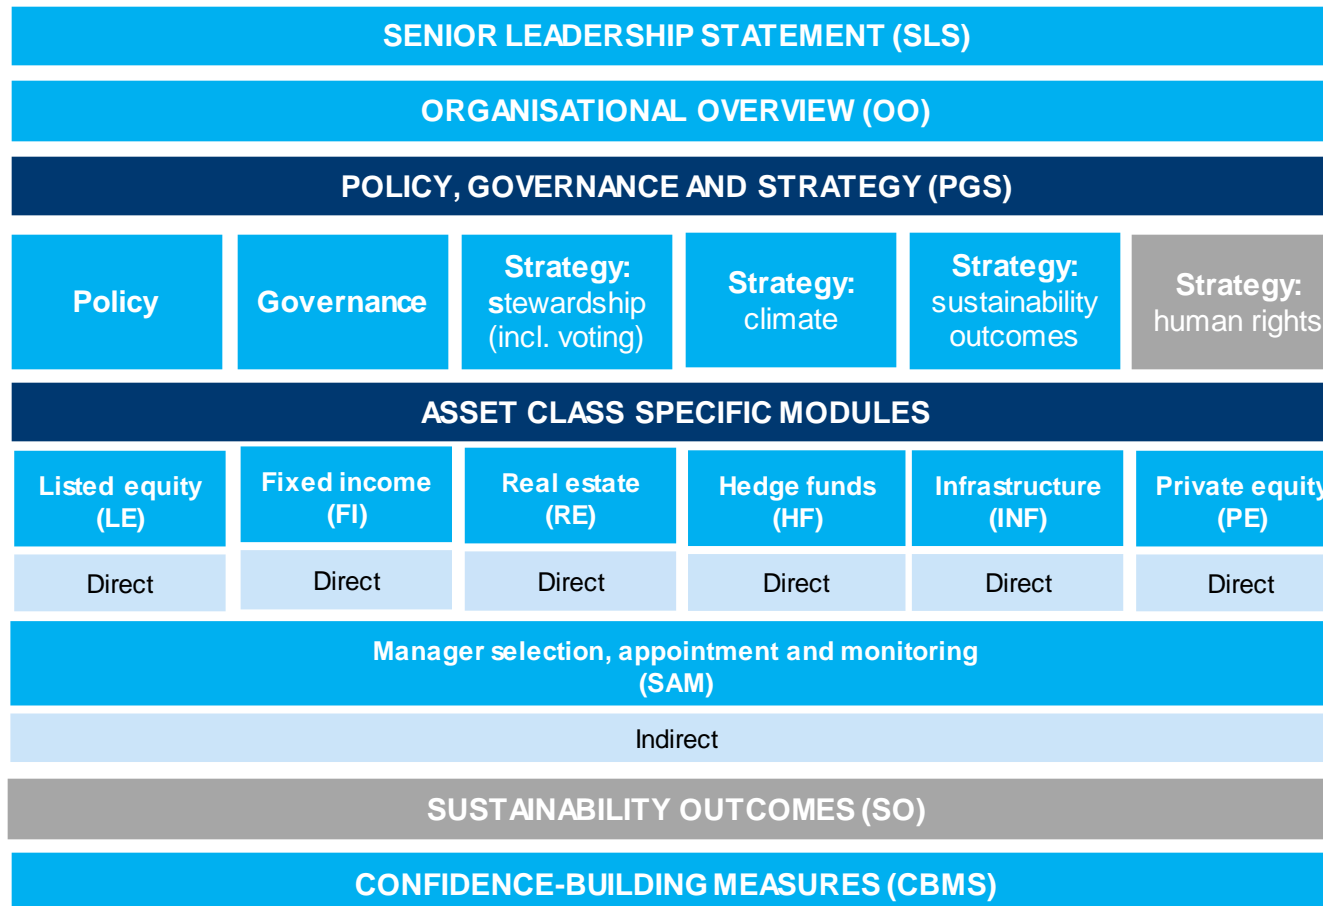 SENIOR LEADERSHIP STATEMENT (SLS)
ORGANISATIONAL OVERVIEW (OO)
POLICY, GOVERNANCE AND STRATEGY (PGS)
Policy
Governance
Strategy:
stewardship
(incl. voting)
Strategy:
climate
Strategy:
sustainability
outcomes
Strategy:
human rights
ASSET CLASS SPECIFIC MODULES
Listed equity
(LE)
Fixed income
(FI)
Real estate
(RE)
Hedge funds
(HF)
Infrastructure
(INF)
Private equity
(PE)
Direct
Direct
Direct
Direct
Direct
Direct
Manager selection, appointment and monitoring
(SAM)
Indirect
SUSTAINABILITY OUTCOMES (SO)
CONFIDENCE-BUILDING MEASURES (CBMS)